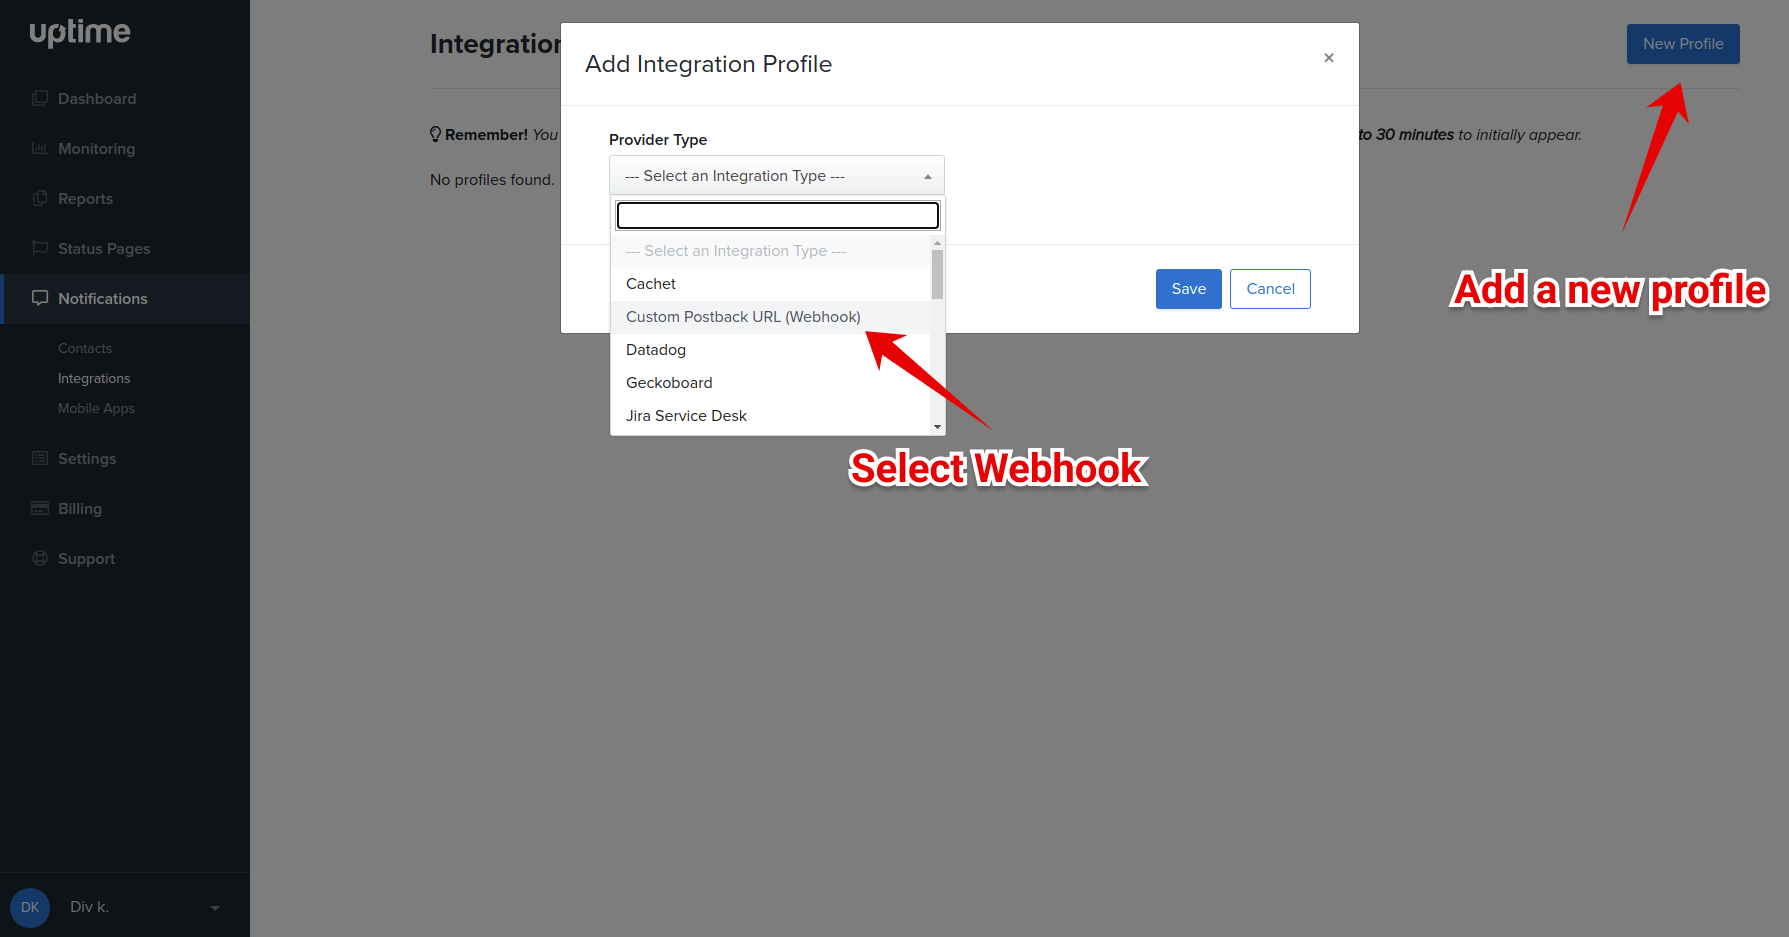 uptime
Dashboard
Monitoring
Reports
Status Pages
Notifications
Contacts
Integrations
Mobile Apps
Settings
Billing
Support
DK Div k.
Integration
New Profile
Remember! You
to 30 minutes to initially appear.
No profiles found.
Add Integration Profile
×
Provider Type
--- Select an Integration Type ---
--- Select an Integration Type ---
Cachet
Custom Postback URL (Webhook)
Datadog
Geckoboard
Jira Service Desk
Save
Cancel
Add a new profile
Select Webhook